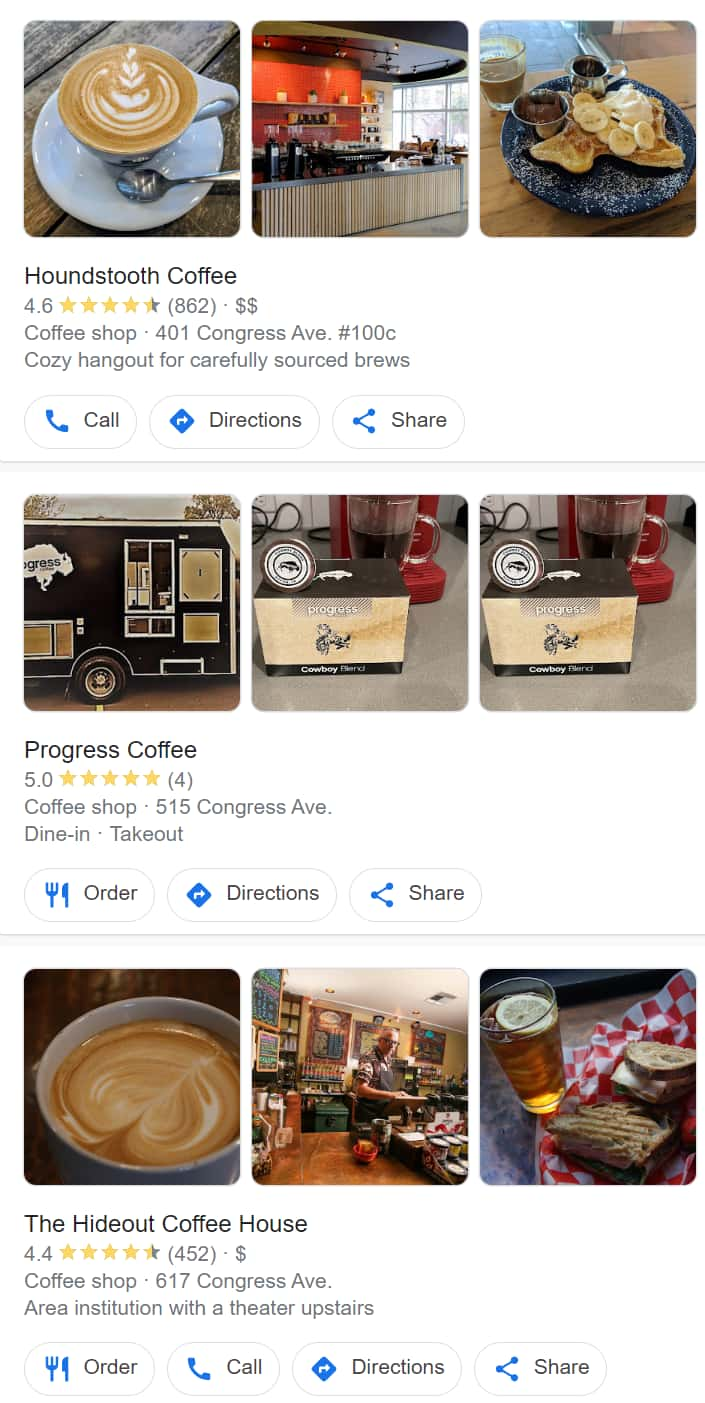 Houndstooth Coffee
4.6 (862) · $$
Coffee shop · 401 Congress Ave. #100c
Cozy hangout for carefully sourced brews
Call Directions Share
gress
progress
Cowboy Blend
progress
Cowboy Blend
Progress Coffee
5.0 (4)
Coffee shop · 515 Congress Ave.
Dine-in · Takeout
Order Directions Share
The Hideout Coffee House
4.4 (452) · $
Coffee shop · 617 Congress Ave.
Area institution with a theater upstairs
Order Call Directions Share